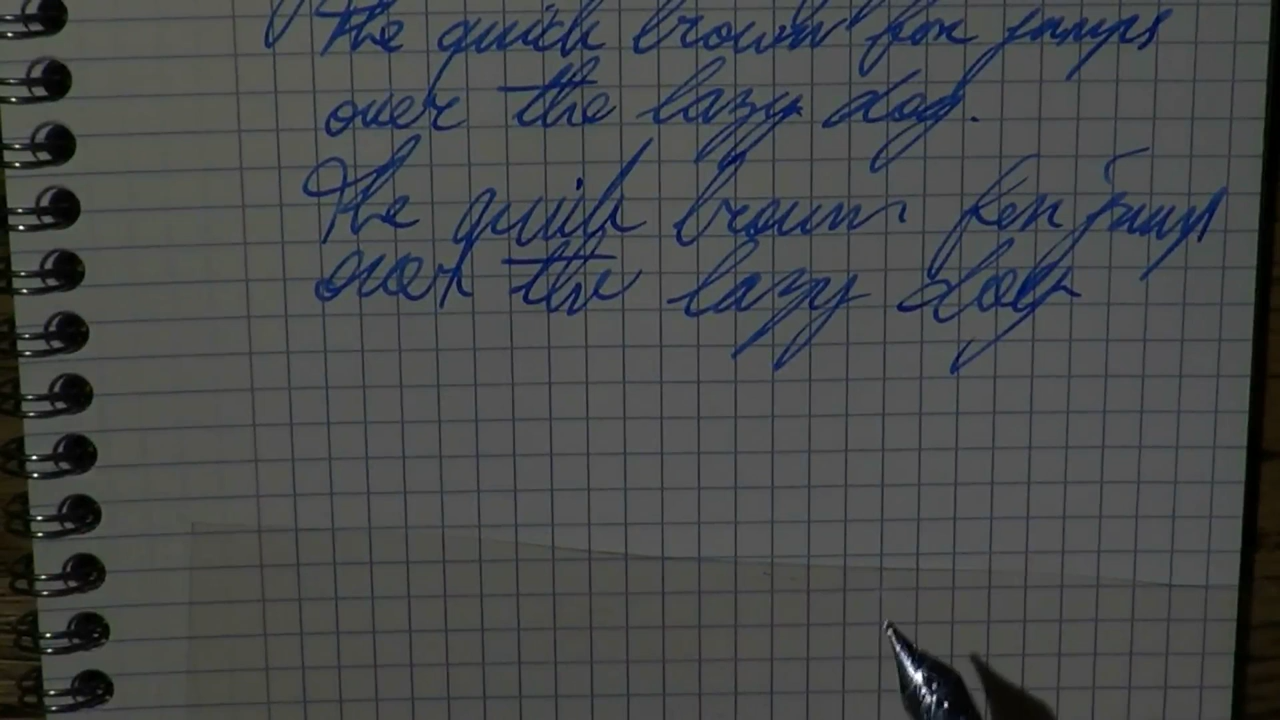 The quick brown fox jumps
over the lazy dog.
The quick brown fox jumps
over the lazy dog